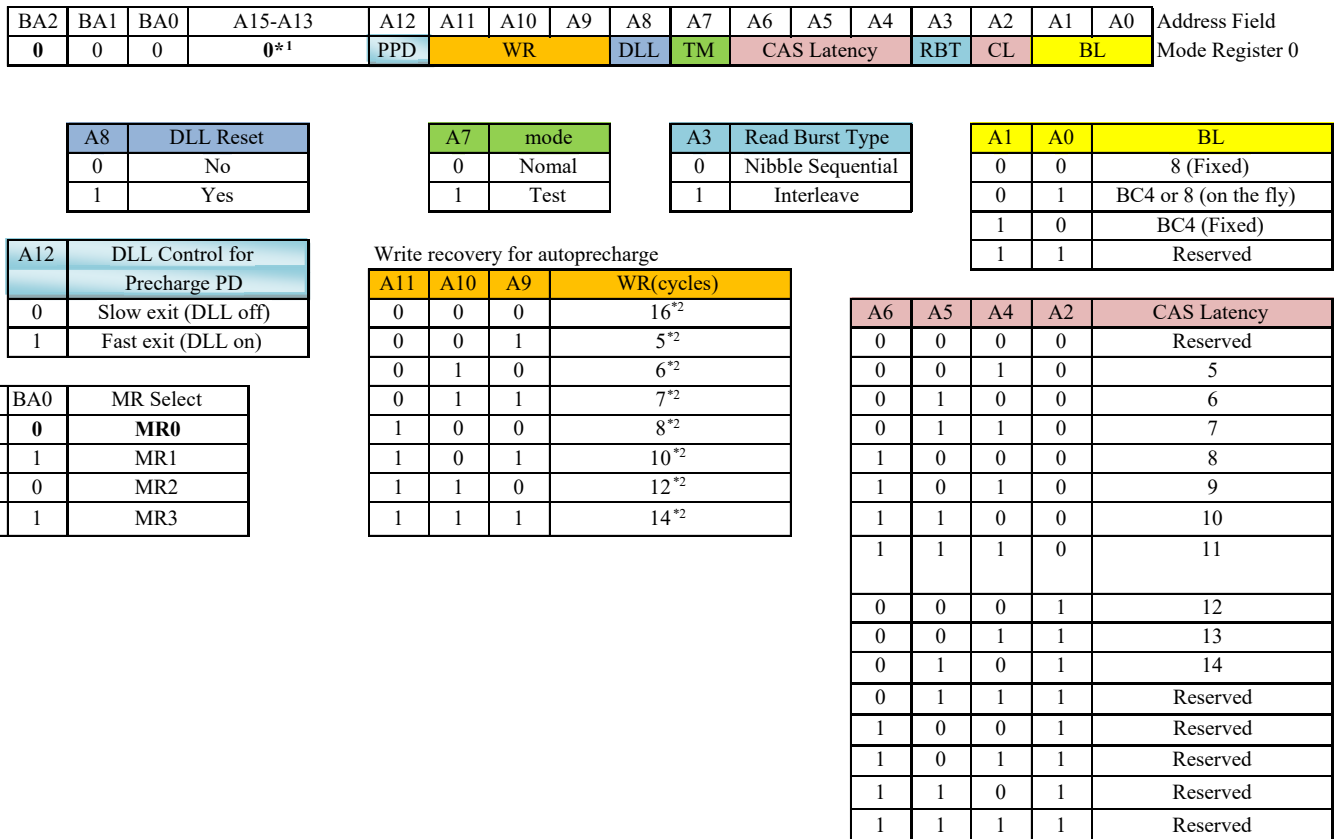 BA2 BA1 BA0 A15-A13 A12 A11 A10 A9 A8 A7 A6 A5 A4 A3 A2 A1 A0 Address Field
0 0 0 0*1 PPD WR DLL TM CAS Latency RBT CL BL Mode Register 0
A8 DLL Reset
0 No
1 Yes
A7 mode
0 Nomal
1 Test
A3 Read Burst Type
0 Nibble Sequential
1 Interleave
A1 A0 BL
0 0 8 (Fixed)
0 1 BC4 or 8 (on the fly)
1 0 BC4 (Fixed)
1 1 Reserved
A12 DLL Control for
Precharge PD
0 Slow exit (DLL off)
1 Fast exit (DLL on)
BA0 MR Select
0 MR0
1 MR1
0 MR2
1 MR3
Write recovery for autoprecharge
A11 A10 A9 WR(cycles)
0 0 0 16*2
0 0 1 5*2
0 1 0 6*2
0 1 1 7*2
1 0 0 8*2
1 0 1 10*2
1 1 0 12*2
1 1 1 14*2
A6 A5 A4 A2 CAS Latency
0 0 0 0 Reserved
0 0 1 0 5
0 1 0 0 6
0 1 1 0 7
1 0 0 0 8
1 0 1 0 9
1 1 0 0 10
1 1 1 0 11
0 0 0 1 12
0 0 1 1 13
0 1 0 1 14
0 1 1 1 Reserved
1 0 0 1 Reserved
1 0 1 1 Reserved
1 1 0 1 Reserved
1 1 1 1 Reserved